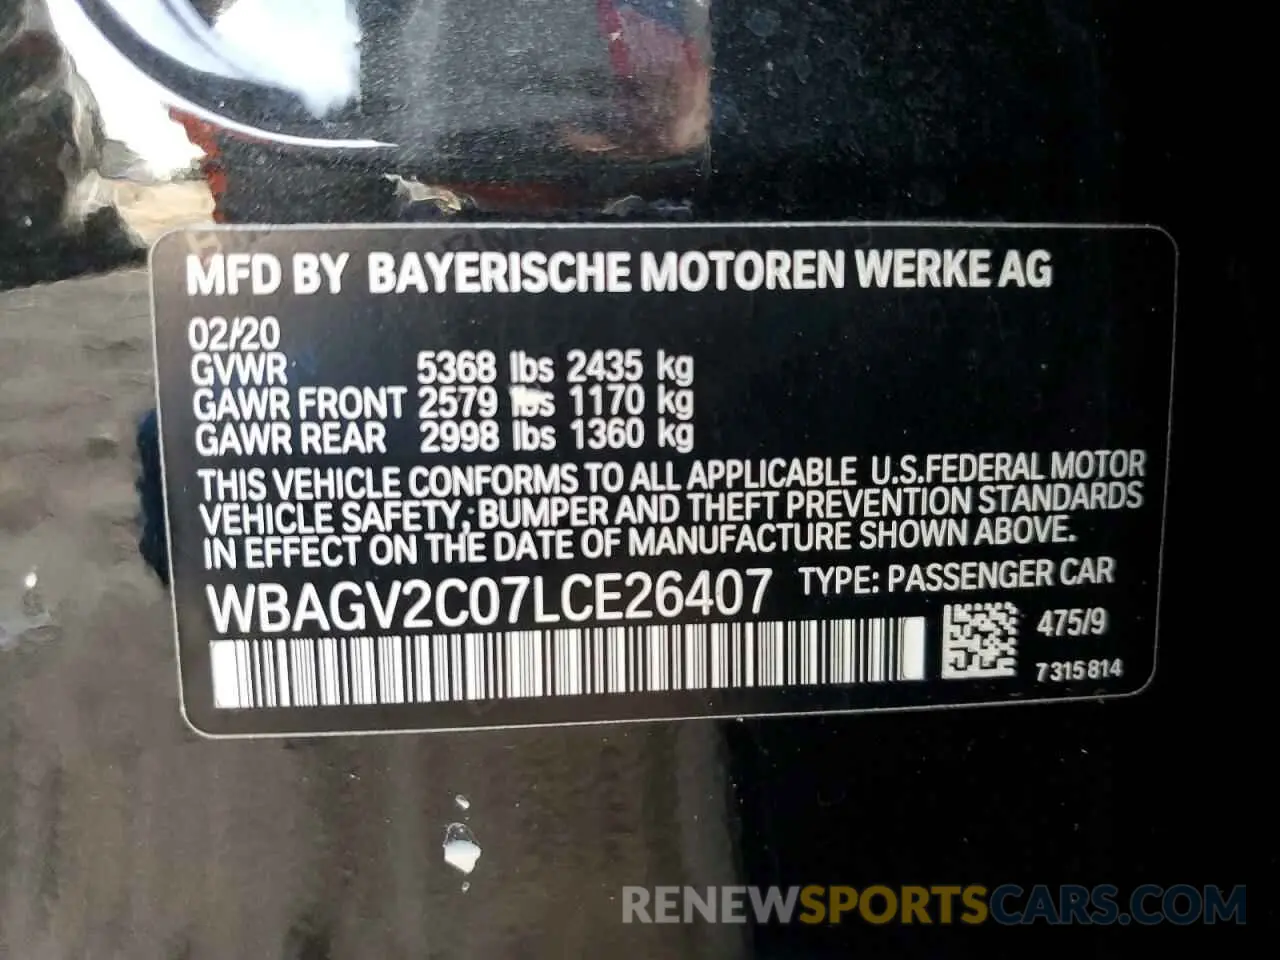 MFD BY BAYERISCHE MOTOREN WERKE AG
02/20
GVWR 5368 lbs 2435 kg
GAWR FRONT 2579 lbs 1170 kg
GAWR REAR 2998 lbs 1360 kg
THIS VEHICLE CONFORMS TO ALL APPLICABLE U.S.FEDERAL MOTOR
VEHICLE SAFETY, BUMPER AND THEFT PREVENTION STANDARDS
IN EFFECT ON THE DATE OF MANUFACTURE SHOWN ABOVE.
WBAGV2C07LCE26407 TYPE: PASSENGER CAR
475/9
7315814
RENEWSPORTSCARS.COM